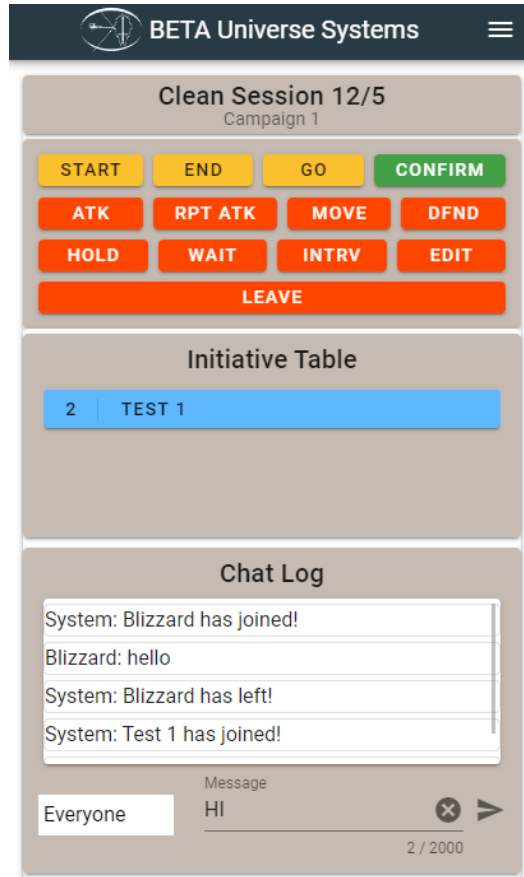 BETA Universe Systems
Clean Session 12/5
Campaign 1
START END GO CONFIRM
ATK RPT ATK MOVE DFND
HOLD WAIT INTRV EDIT
LEAVE
Initiative Table
2 TEST 1
Chat Log
System: Blizzard has joined!
Blizzard: hello
System: Blizzard has left!
System: Test 1 has joined!
Message
Everyone HI
2 / 2000